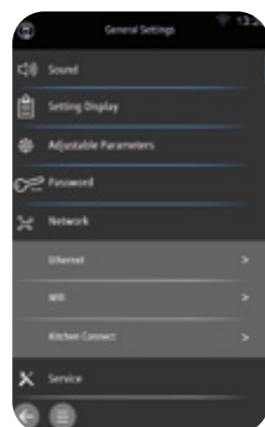 General Settings
Sound
Setting Display
Adjustable Parameters
Password
Network
Ethernet
Wifi
Kitchen Connect
Service